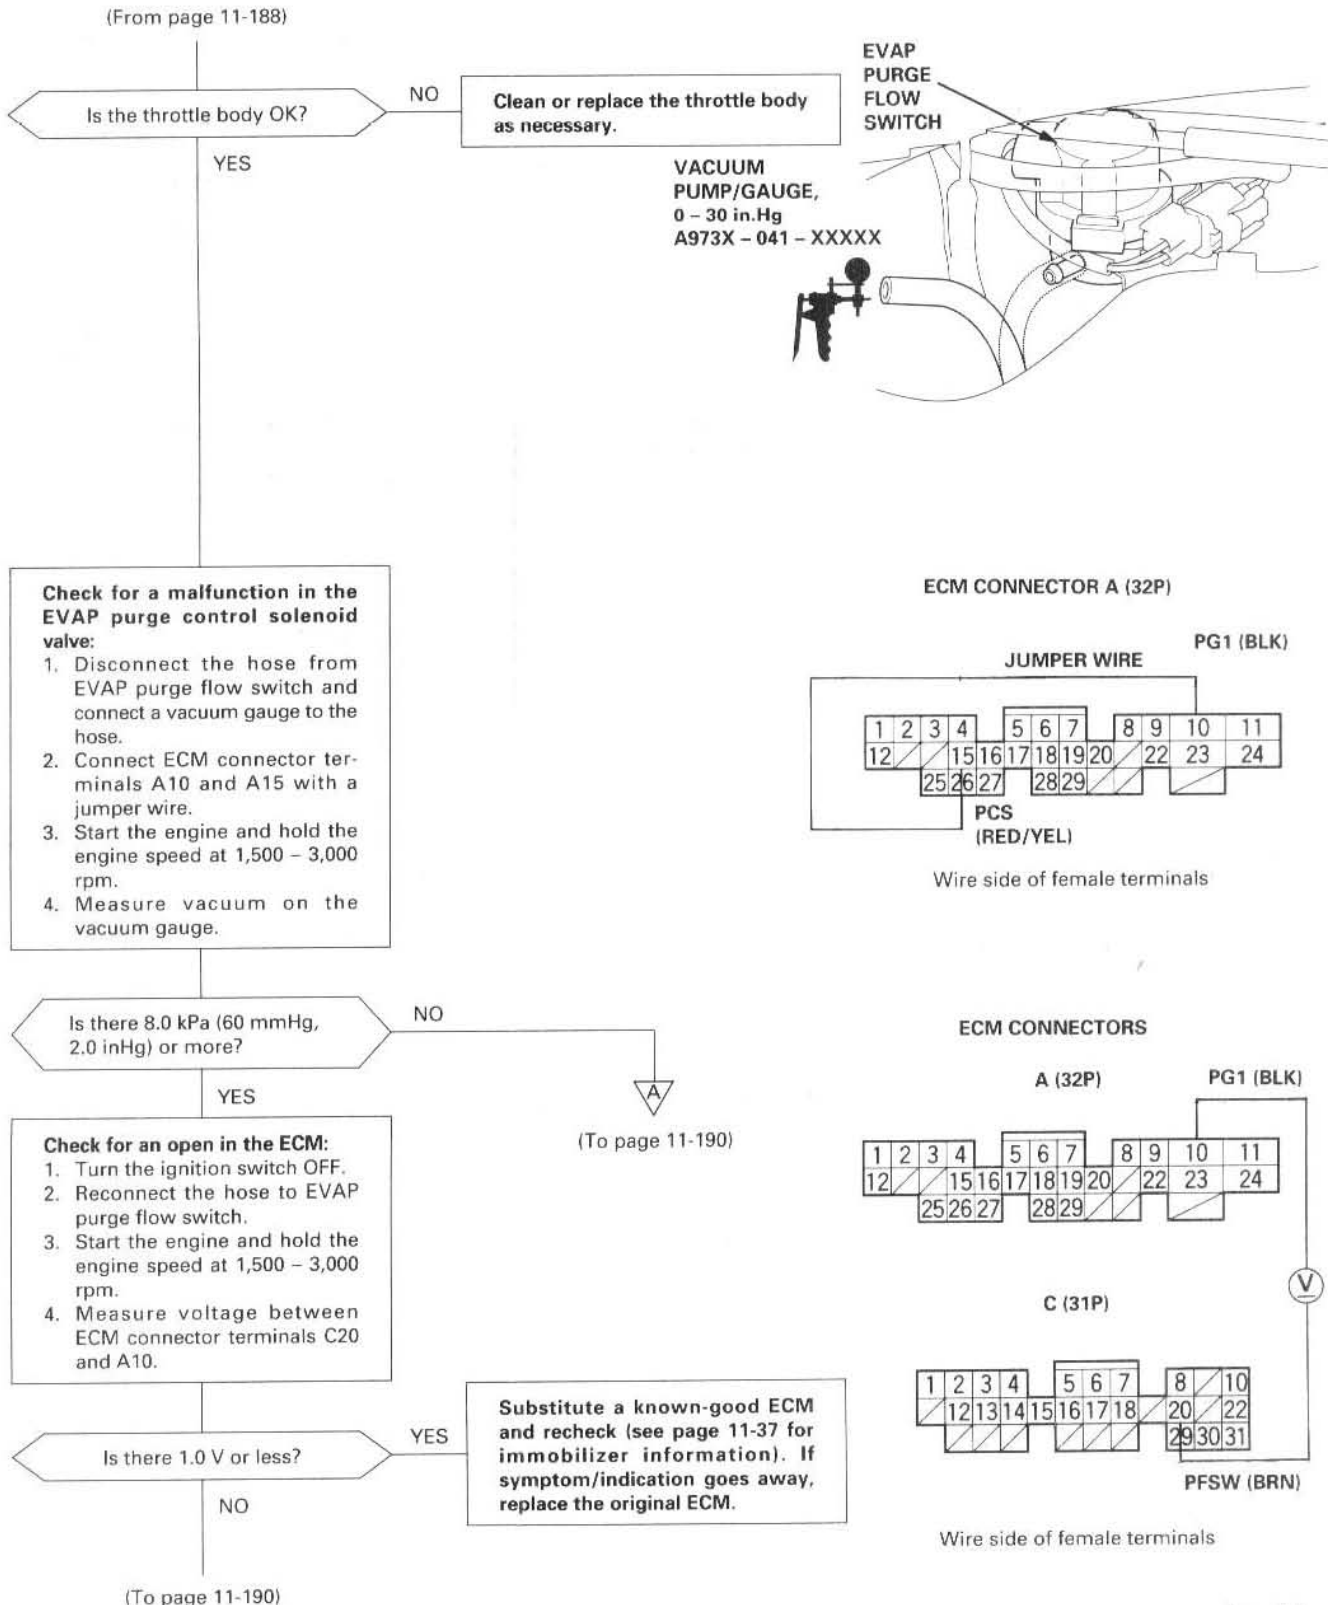 (From page 11-188)
Is the throttle body OK?
NO
Clean or replace the throttle body
as necessary.
YES
EVAP
PURGE
FLOW
SWITCH
VACUUM
PUMP/GAUGE,
0 – 30 in.Hg
A973X – 041 – XXXXX
Check for a malfunction in the
EVAP purge control solenoid
valve:
1. Disconnect the hose from
EVAP purge flow switch and
connect a vacuum gauge to the
hose.
2. Connect ECM connector ter-
minals A10 and A15 with a
jumper wire.
3. Start the engine and hold the
engine speed at 1,500 – 3,000
rpm.
4. Measure vacuum on the
vacuum gauge.
ECM CONNECTOR A (32P)
PG1 (BLK)
JUMPER WIRE
1 2 3 4 5 6 7 8 9 10 11
12 15 16 17 18 19 20 22 23 24
25 26 27 28 29
PCS
(RED/YEL)
Wire side of female terminals
Is there 8.0 kPa (60 mmHg,
2.0 inHg) or more?
NO
A
(To page 11-190)
YES
Check for an open in the ECM:
1. Turn the ignition switch OFF.
2. Reconnect the hose to EVAP
purge flow switch.
3. Start the engine and hold the
engine speed at 1,500 – 3,000
rpm.
4. Measure voltage between
ECM connector terminals C20
and A10.
ECM CONNECTORS
A (32P)
PG1 (BLK)
1 2 3 4 5 6 7 8 9 10 11
12 15 16 17 18 19 20 22 23 24
25 26 27 28 29
V
C (31P)
1 2 3 4 5 6 7 8 10
12 13 14 15 16 17 18 20 22
29 30 31
PFSW (BRN)
Wire side of female terminals
Is there 1.0 V or less?
YES
Substitute a known-good ECM
and recheck (see page 11-37 for
immobilizer information). If
symptom/indication goes away,
replace the original ECM.
NO
(To page 11-190)